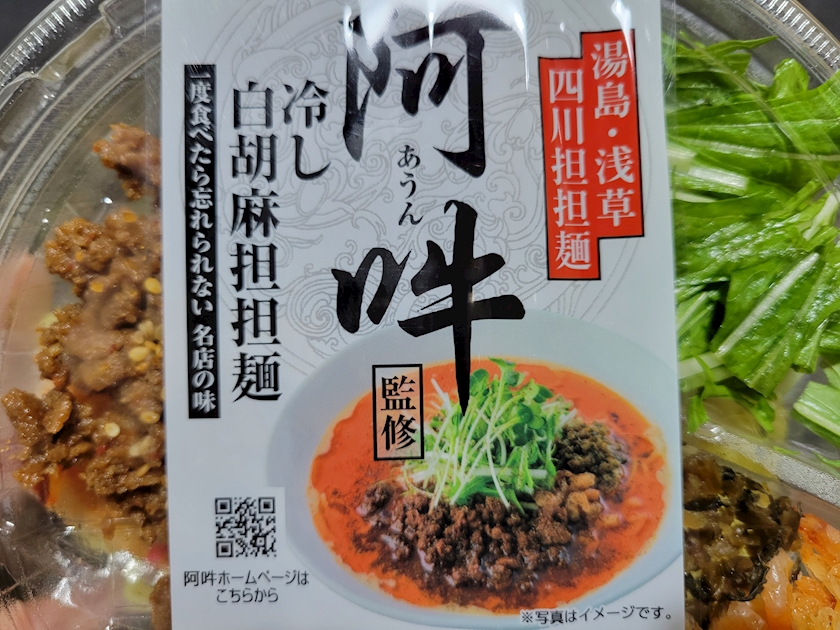 湯島・浅草
四川担担麺
阿吽
あうん
監修
冷し
白胡麻担担麺
一度食べたら忘れられない 名店の味
阿吽ホームページは
こちらから
※写真はイメージです。